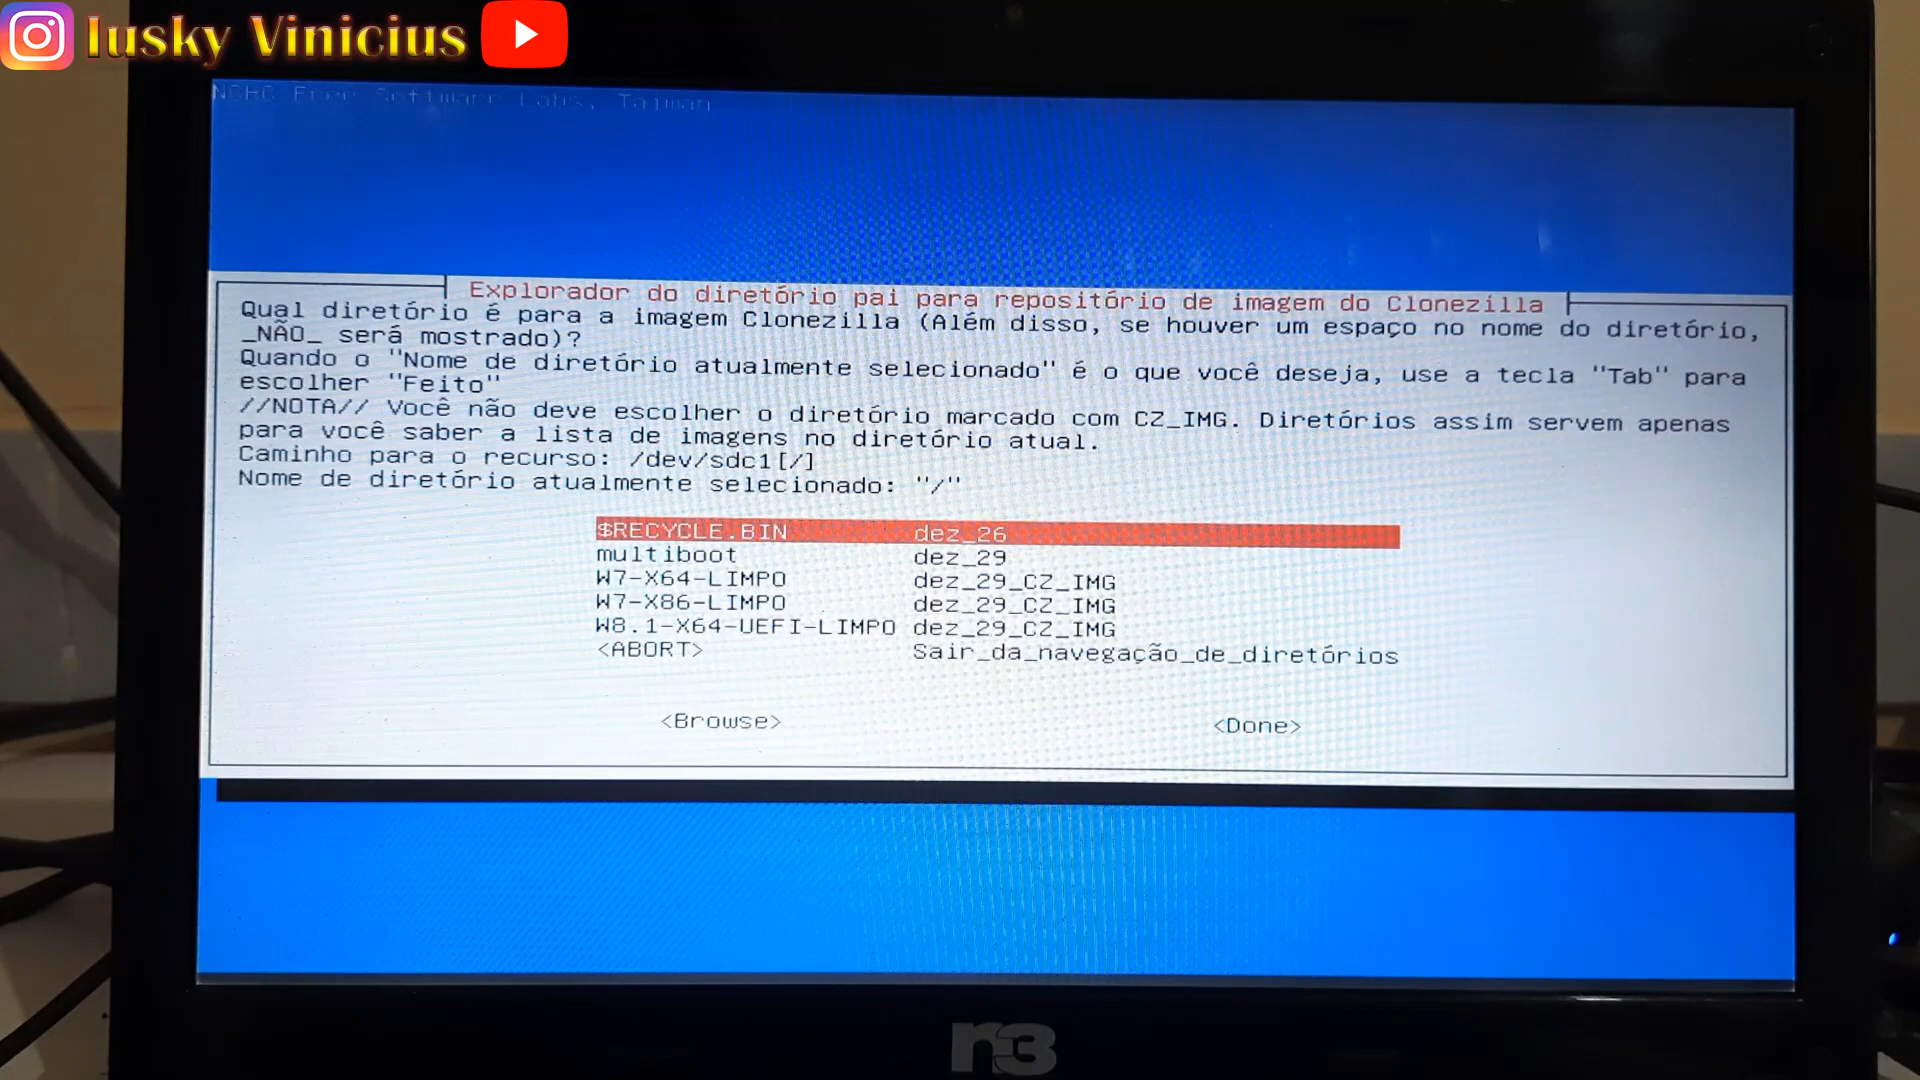 Iusky Vinicius
NCHC Free Software Labs, Taiwan
Explorador do diretório pai para repositório de imagem do Clonezilla
Qual diretório é para a imagem Clonezilla (Além disso, se houver um espaço no nome do diretório,
_NÃO_ será mostrado)?
Quando o "Nome de diretório atualmente selecionado" é o que você deseja, use a tecla "Tab" para
escolher "Feito"
//NOTA// Você não deve escolher o diretório marcado com CZ_IMG. Diretórios assim servem apenas
para você saber a lista de imagens no diretório atual.
Caminho para o recurso: /dev/sdc1[/]
Nome de diretório atualmente selecionado: "/"
$RECYCLE.BIN dez_26
multiboot dez_29
W7-X64-LIMPO dez_29_CZ_IMG
W7-X86-LIMPO dez_29_CZ_IMG
W8.1-X64-UEFI-LIMPO dez_29_CZ_IMG
<ABORT> Sair_da_navegação_de_diretórios
<Browse> <Done>
n3